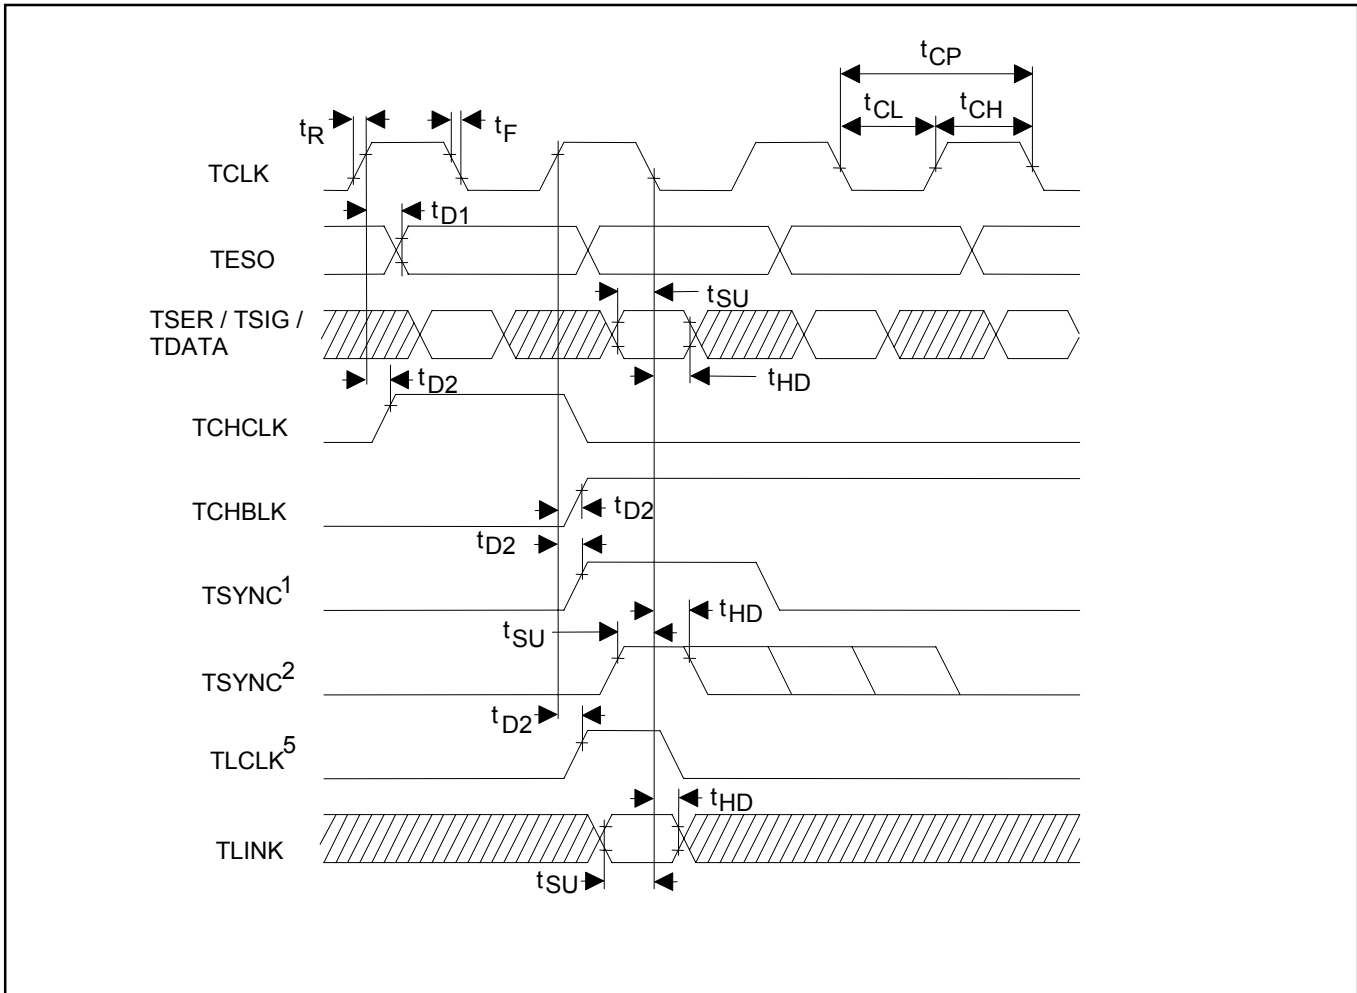 tCP
tCL tCH
tR tF
TCLK
tD1
TESO
tSU
TSER / TSIG /
TDATA
tD2 tHD
TCHCLK
TCHBLK tD2
tD2
TSYNC1
tHD
tSU
TSYNC2
tD2
TLCLK5
tHD
TLINK
tSU